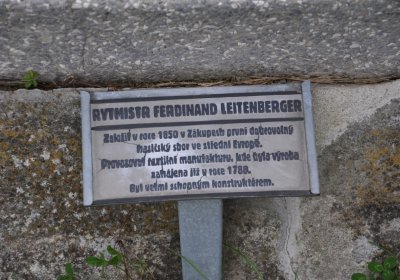 RYTMISTR FERDINAND LEITENBERGER
Založil v roce 1850 v Zákupech první dobrovolný
hasičský sbor ve střední Evropě.
Provozoval textilní manufakturu, kde byla výroba
zahájena již v roce 1788.
Byl velmi schopným konstruktérem.